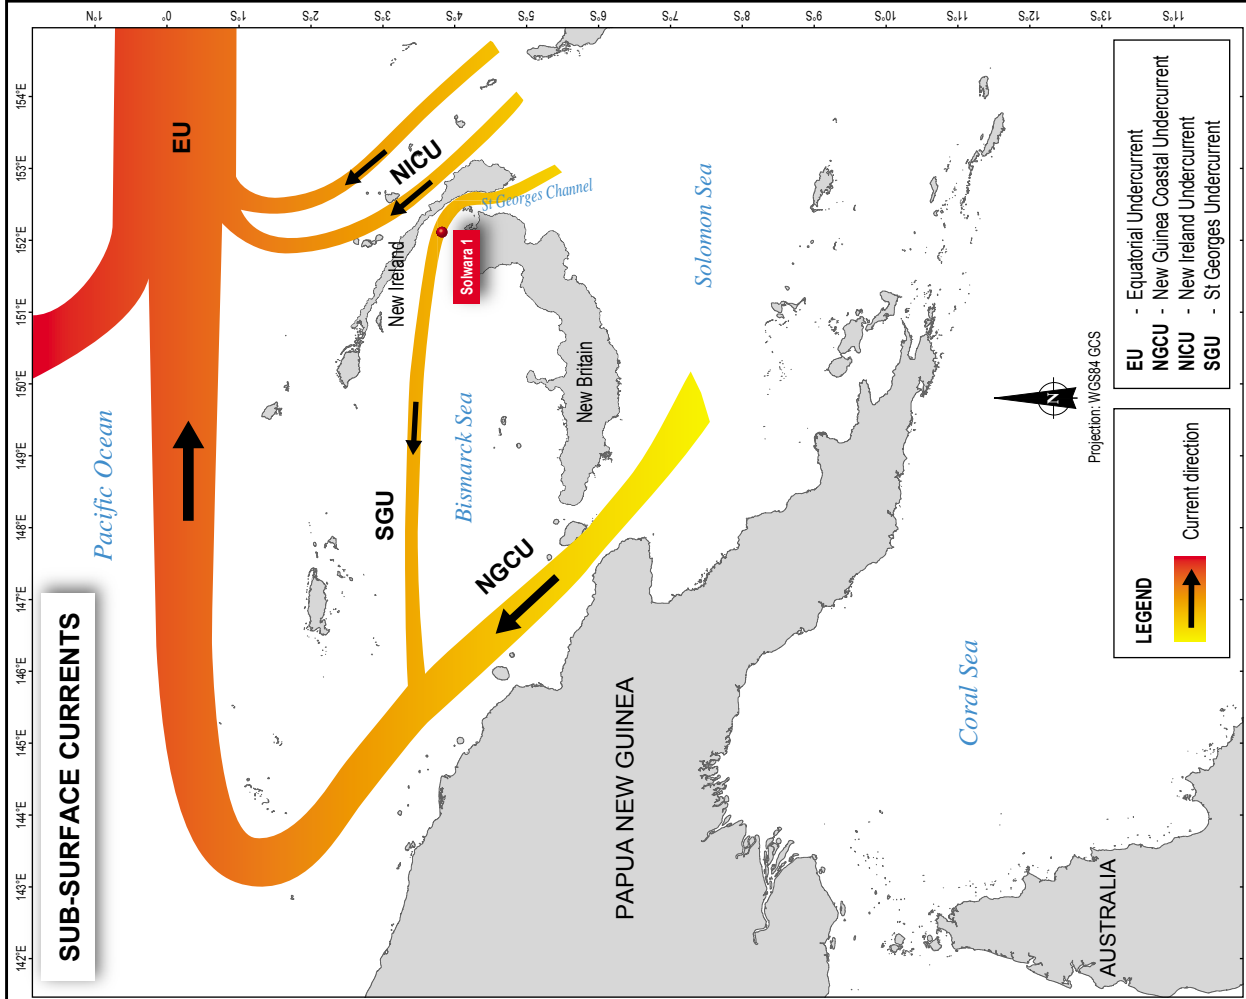 SUB-SURFACE CURRENTS
142°E
143°E
144°E
145°E
146°E
147°E
148°E
149°E
150°E
151°E
152°E
153°E
154°E
1°N
0°
1°S
2°S
3°S
4°S
5°S
6°S
7°S
8°S
9°S
10°S
11°S
12°S
13°S
11°S
Pacific Ocean
EU
NICU
New Ireland
St Georges Channel
Solwara 1
SGU
Bismarck Sea
New Britain
NGCU
Solomon Sea
PAPUA NEW GUINEA
Coral Sea
AUSTRALIA
Projection: WGS84 GCS
N
LEGEND
Current direction
EU - Equatorial Undercurrent
NGCU - New Guinea Coastal Undercurrent
NICU - New Ireland Undercurrent
SGU - St Georges Undercurrent